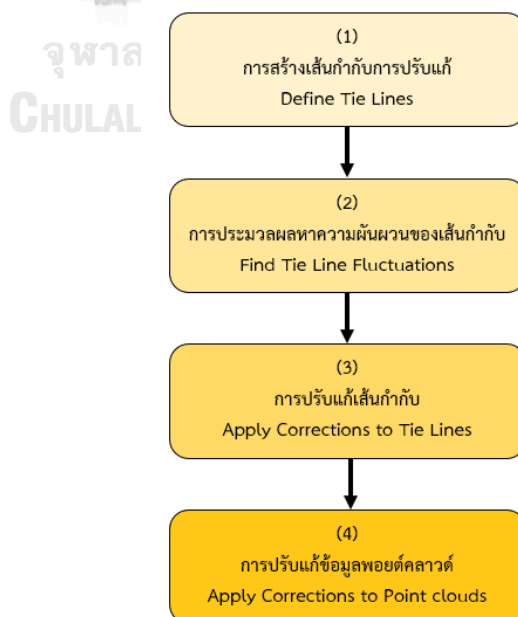 จุฬาล
CHULAL
(1)
การสร้างเส้นกำกับการปรับแก้
Define Tie Lines
(2)
การประมวลผลหาความผันผวนของเส้นกำกับ
Find Tie Line Fluctuations
(3)
การปรับแก้เส้นกำกับ
Apply Corrections to Tie Lines
(4)
การปรับแก้ข้อมูลพอยต์คลาวด์
Apply Corrections to Point clouds